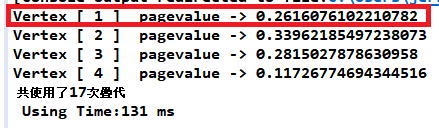 Vertex [ 1 ]  pagevalue -> 0.2616076102210782
Vertex [ 2 ]  pagevalue -> 0.33962185497238073
Vertex [ 3 ]  pagevalue -> 0.2815027878630958
Vertex [ 4 ]  pagevalue -> 0.11726774694344516
共使用了17次疊代
Using Time:131 ms